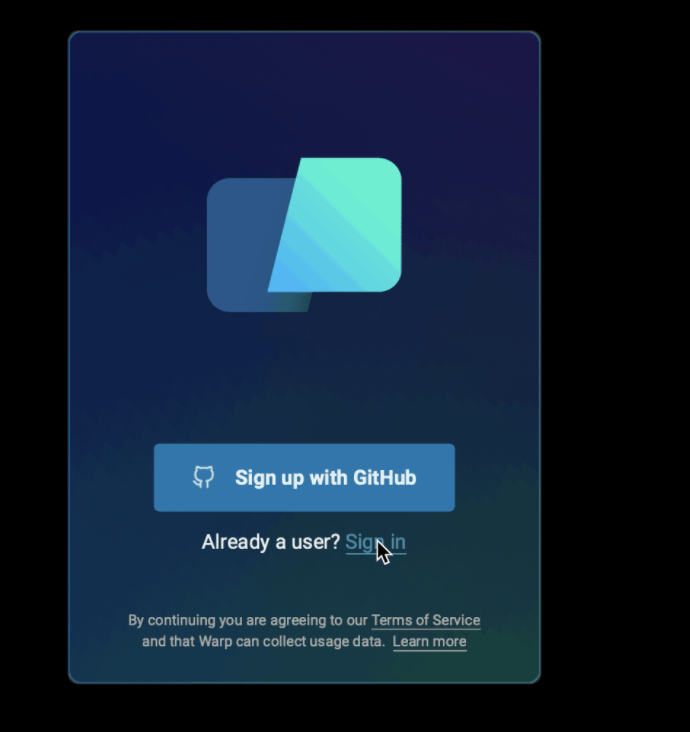 Sign up with GitHub
Already a user? Sign in
By continuing you are agreeing to our Terms of Service
and that Warp can collect usage data. Learn more